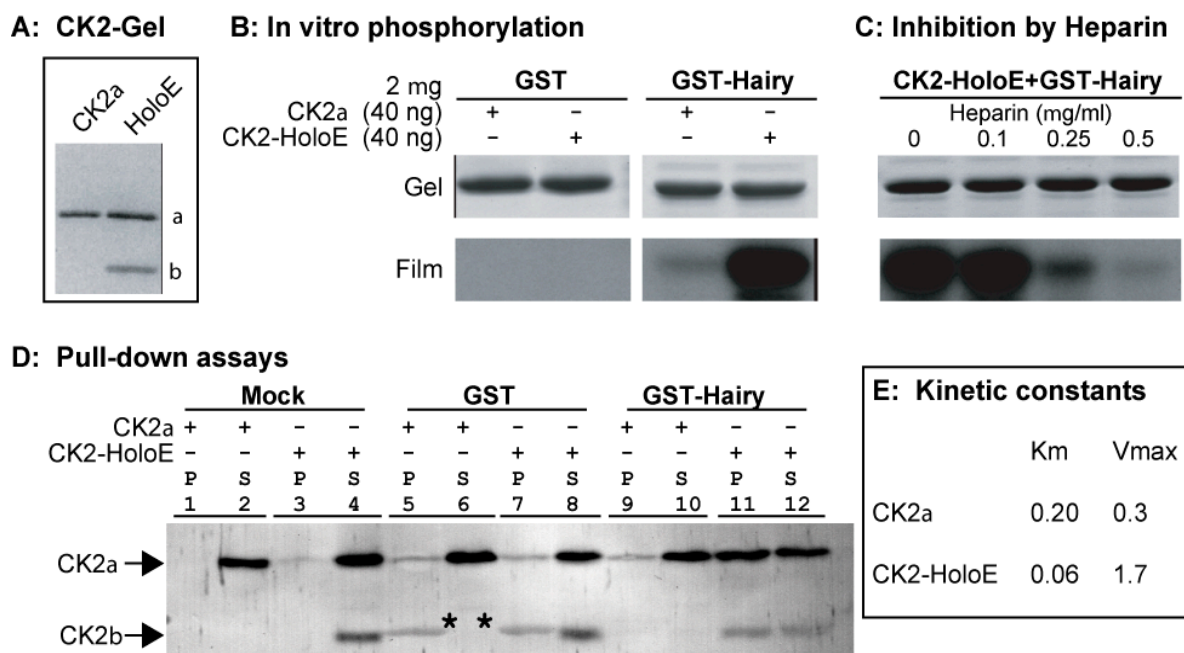 A: CK2-Gel
CK2a HoloE
a
b
B: In vitro phosphorylation
2 mg GST GST-Hairy
CK2a (40 ng) + – + –
CK2-HoloE (40 ng) – + – +
Gel
Film
C: Inhibition by Heparin
CK2-HoloE+GST-Hairy
Heparin (mg/ml)
0 0.1 0.25 0.5
D: Pull-down assays
Mock GST GST-Hairy
CK2a + + – – + + – – + + – –
CK2-HoloE – – + + – – + + – – + +
P S P S P S P S P S P S
1 2 3 4 5 6 7 8 9 10 11 12
CK2a
CK2b * *
E: Kinetic constants
Km Vmax
CK2a 0.20 0.3
CK2-HoloE 0.06 1.7